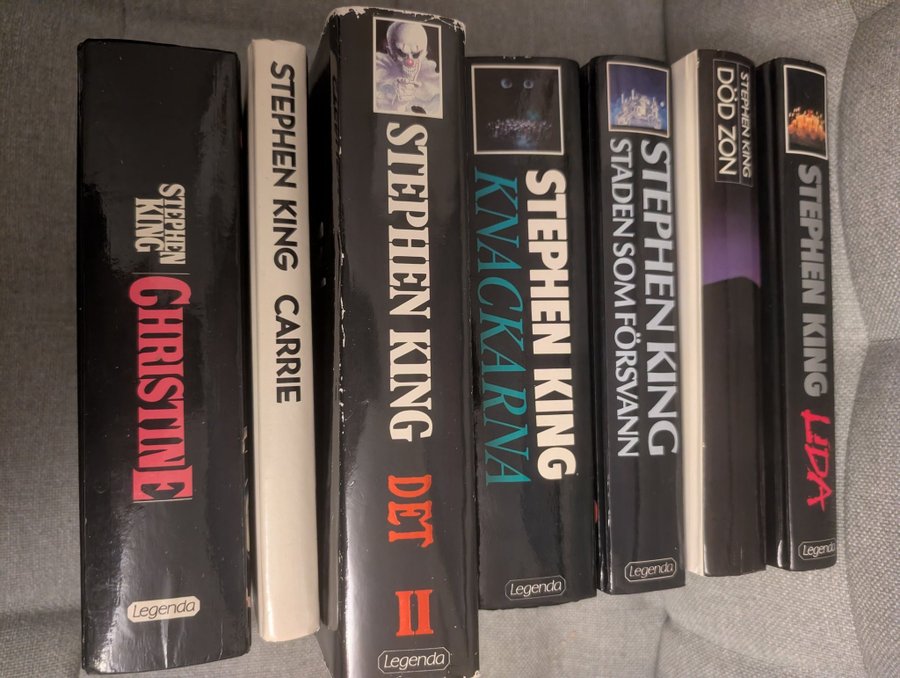 STEPHEN
KING
CHRISTINE
Legenda
STEPHEN KING CARRIE
STEPHEN KING DET II
Legenda
STEPHEN KING
KNACKARNA
Legenda
STEPHEN KING
STADEN SOM FÖRSVANN
Legenda
STEPHEN KING
DÖD ZON
STEPHEN KING LIDA
Legenda